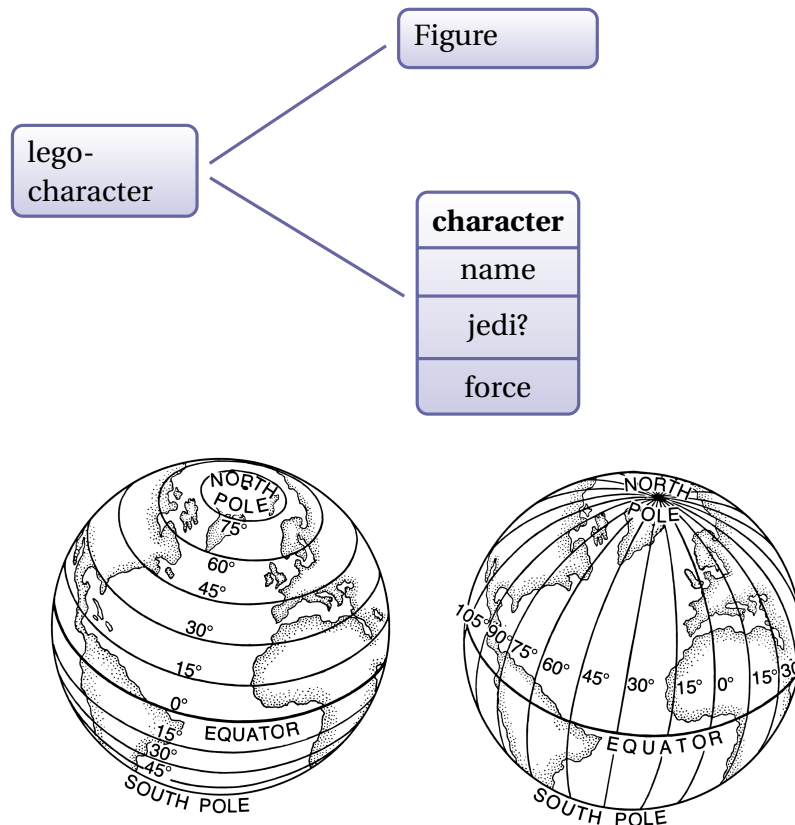 Figure
lego-
character
character
name
jedi?
force
NORTH
POLE
75°
60°
45°
30°
15°
0°
EQUATOR
15°
30°
45°
SOUTH POLE
NORTH
POLE
105° 90° 75° 60° 45° 30° 15° 0° 15° 30
EQUATOR
SOUTH POLE